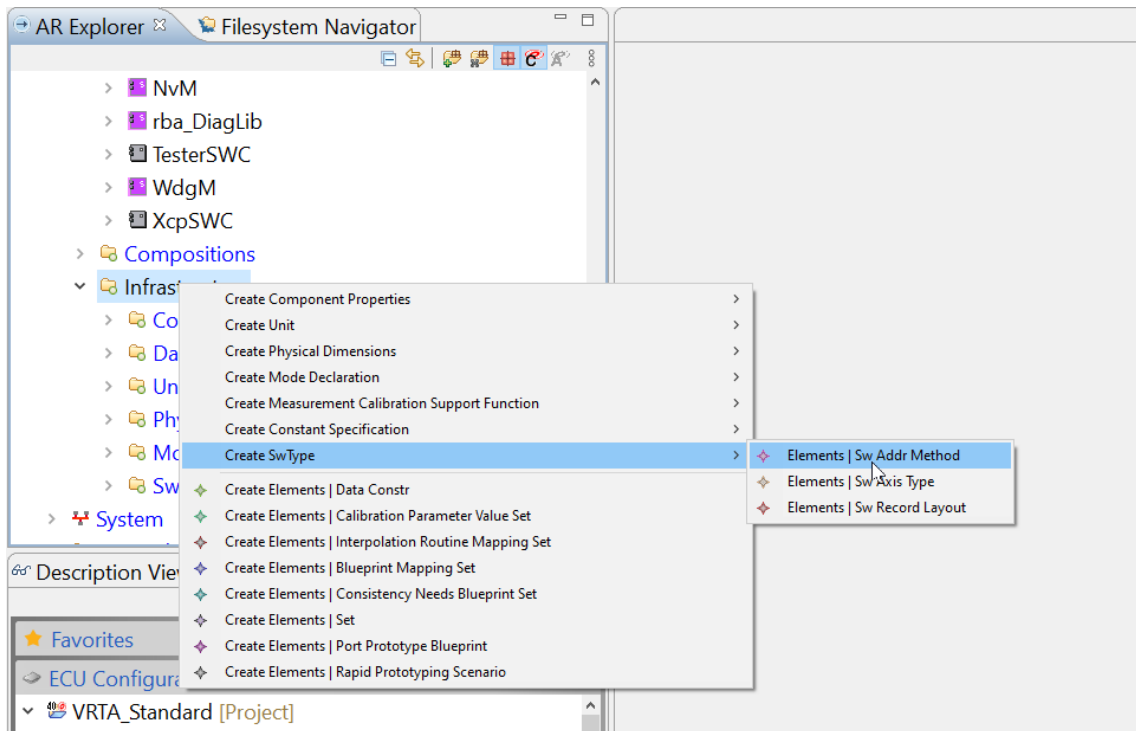 AR Explorer
Filesystem Navigator
NvM
rba_DiagLib
TesterSWC
WdgM
XcpSWC
Compositions
Create Component Properties
Create Unit
Create Physical Dimensions
Create Mode Declaration
Create Measurement Calibration Support Function
Create Constant Specification
Create SwType
Create Elements | Data Constr
Create Elements | Calibration Parameter Value Set
Create Elements | Interpolation Routine Mapping Set
Create Elements | Blueprint Mapping Set
Create Elements | Consistency Needs Blueprint Set
Create Elements | Set
Create Elements | Port Prototype Blueprint
Create Elements | Rapid Prototyping Scenario
Elements | Sw Addr Method
Elements | Sw Axis Type
Elements | Sw Record Layout
Infras
Co
Da
Un
Ph
Mo
Sw
System
Description Vie
Favorites
ECU Configura
VRTA_Standard [Project]